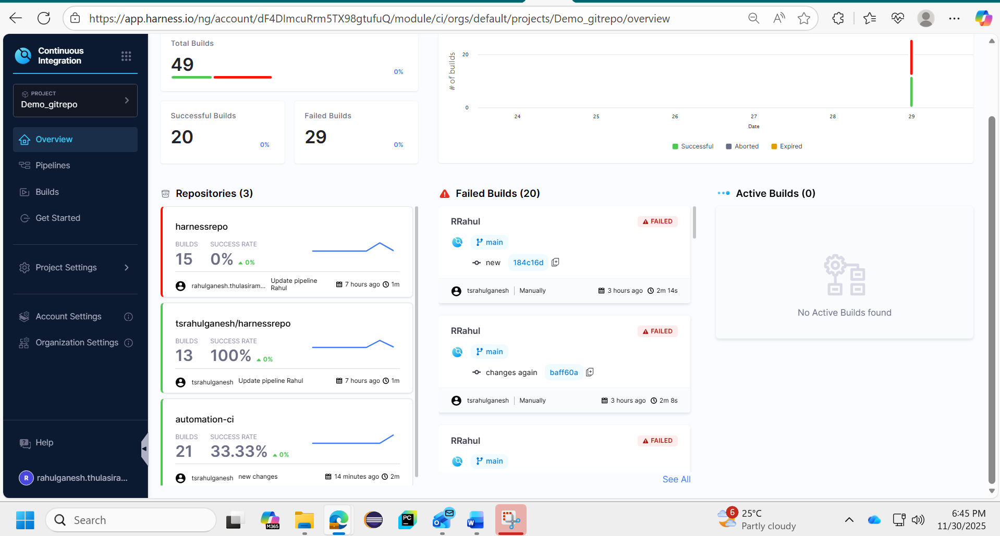 https://app.harness.io/ng/account/dF4DImcuRrm5TX98gtufuQ/module/ci/orgs/default/projects/Demo_gitrepo/overview
Continuous
Integration
PROJECT
Demo_gitrepo
Overview
Pipelines
Builds
Get Started
Project Settings
Account Settings
Organization Settings
Help
R
rahulganesh.thulasira...
Total Builds
49
0%
Successful Builds
20
0%
Failed Builds
29
0%
# of builds
20
0
24
25
26
27
28
29
Date
Successful
Aborted
Expired
Repositories (3)
harnessrepo
BUILDS
SUCCESS RATE
15
0%
0%
rahulganesh.thulasiram...
Update pipeline
Rahul
7 hours ago
1m
tsrahulganesh/harnessrepo
BUILDS
SUCCESS RATE
13
100%
0%
tsrahulganesh
Update pipeline Rahul
7 hours ago
1m
automation-ci
BUILDS
SUCCESS RATE
21
33.33%
0%
tsrahulganesh
new changes
14 minutes ago
2m
Failed Builds (20)
RRahul
FAILED
main
new
184c16d
tsrahulganesh
Manually
3 hours ago
2m 14s
RRahul
FAILED
main
changes again
baff60a
tsrahulganesh
Manually
3 hours ago
2m 8s
RRahul
FAILED
main
See All
Active Builds (0)
No Active Builds found
Search
M365
PC
O
W
6
25°C
Partly cloudy
6:45 PM
11/30/2025